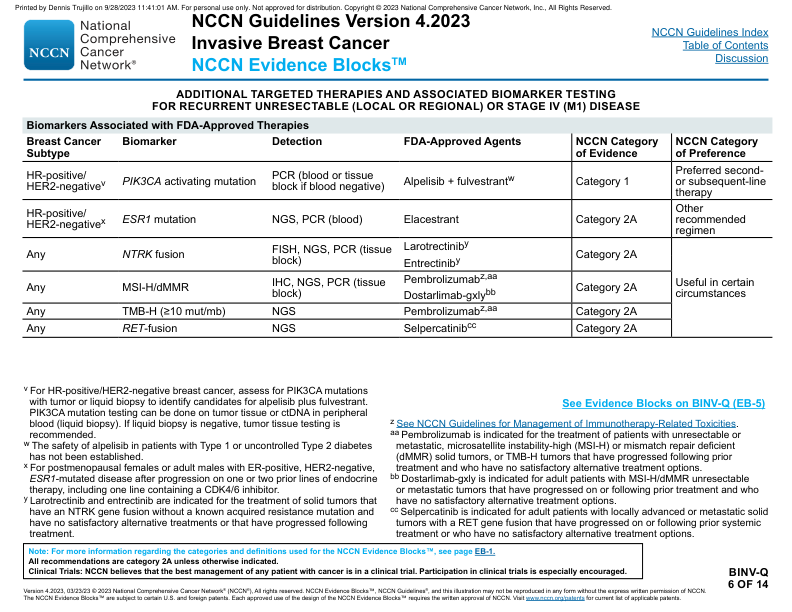 Printed by Dennis Trujillo on 9/28/2023 11:41:01 AM. For personal use only. Not approved for distribution. Copyright © 2023 National Comprehensive Cancer Network, Inc., All Rights Reserved.
NCCN
National
Comprehensive
Cancer
Network®
NCCN Guidelines Version 4.2023
Invasive Breast Cancer
NCCN Evidence Blocks™
NCCN Guidelines Index
Table of Contents
Discussion
ADDITIONAL TARGETED THERAPIES AND ASSOCIATED BIOMARKER TESTING
FOR RECURRENT UNRESECTABLE (LOCAL OR REGIONAL) OR STAGE IV (M1) DISEASE
Biomarkers Associated with FDA-Approved Therapies
Breast Cancer
Subtype
Biomarker
Detection
FDA-Approved Agents
NCCN Category
of Evidence
NCCN Category
of Preference
HR-positive/
HER2-negativev
PIK3CA activating mutation
PCR (blood or tissue
block if blood negative)
Alpelisib + fulvestrantw
Category 1
Preferred second-
or subsequent-line
therapy
HR-positive/
HER2-negativex
ESR1 mutation
NGS, PCR (blood)
Elacestrant
Category 2A
Other
recommended
regimen
Any
NTRK fusion
FISH, NGS, PCR (tissue
block)
Larotrectiniby
Entrectiniby
Category 2A
Useful in certain
circumstances
Any
MSI-H/dMMR
IHC, NGS, PCR (tissue
block)
Pembrolizumabz,aa
Dostarlimab-gxlybb
Category 2A
Any
TMB-H (≥10 mut/mb)
NGS
Pembrolizumabz,aa
Category 2A
Any
RET-fusion
NGS
Selpercatinibcc
Category 2A
v For HR-positive/HER2-negative breast cancer, assess for PIK3CA mutations
with tumor or liquid biopsy to identify candidates for alpelisib plus fulvestrant.
PIK3CA mutation testing can be done on tumor tissue or ctDNA in peripheral
blood (liquid biopsy). If liquid biopsy is negative, tumor tissue testing is
recommended.
w The safety of alpelisib in patients with Type 1 or uncontrolled Type 2 diabetes
has not been established.
x For postmenopausal females or adult males with ER-positive, HER2-negative,
ESR1-mutated disease after progression on one or two prior lines of endocrine
therapy, including one line containing a CDK4/6 inhibitor.
y Larotrectinib and entrectinib are indicated for the treatment of solid tumors that
have an NTRK gene fusion without a known acquired resistance mutation and
have no satisfactory alternative treatments or that have progressed following
treatment.
See Evidence Blocks on BINV-Q (EB-5)
z See NCCN Guidelines for Management of Immunotherapy-Related Toxicities.
aa Pembrolizumab is indicated for the treatment of patients with unresectable or
metastatic, microsatellite instability-high (MSI-H) or mismatch repair deficient
(dMMR) solid tumors, or TMB-H tumors that have progressed following prior
treatment and who have no satisfactory alternative treatment options.
bb Dostarlimab-gxly is indicated for adult patients with MSI-H/dMMR unresectable
or metastatic tumors that have progressed on or following prior treatment and who
have no satisfactory alternative treatment options.
cc Selpercatinib is indicated for adult patients with locally advanced or metastatic solid
tumors with a RET gene fusion that have progressed on or following prior systemic
treatment or who have no satisfactory alternative treatment options.
Note: For more information regarding the categories and definitions used for the NCCN Evidence Blocks™, see page EB-1.
All recommendations are category 2A unless otherwise indicated.
Clinical Trials: NCCN believes that the best management of any patient with cancer is in a clinical trial. Participation in clinical trials is especially encouraged.
BINV-Q
6 OF 14
Version 4.2023, 03/23/23 © 2023 National Comprehensive Cancer Network® (NCCN®), All rights reserved. NCCN Evidence Blocks™, NCCN Guidelines®, and this illustration may not be reproduced in any form without the express written permission of NCCN.
The NCCN Evidence Blocks™ are subject to certain U.S. and foreign patents. Each approved use of the design of the NCCN Evidence Blocks™ requires the written approval of NCCN. Visit www.nccn.org/patents for current list of applicable patents.